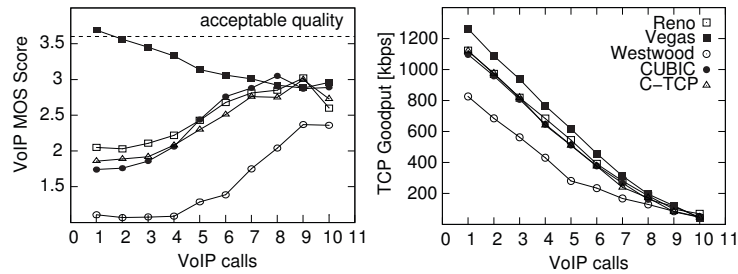 acceptable quality
4
3.5
3
2.5
2
1.5
VoIP MOS Score
0 1 2 3 4 5 6 7 8 9 10 11
VoIP calls
Reno
Vegas
Westwood
CUBIC
C-TCP
1200
1000
800
600
400
200
TCP Goodput [kbps]
0 1 2 3 4 5 6 7 8 9 10 11
VoIP calls